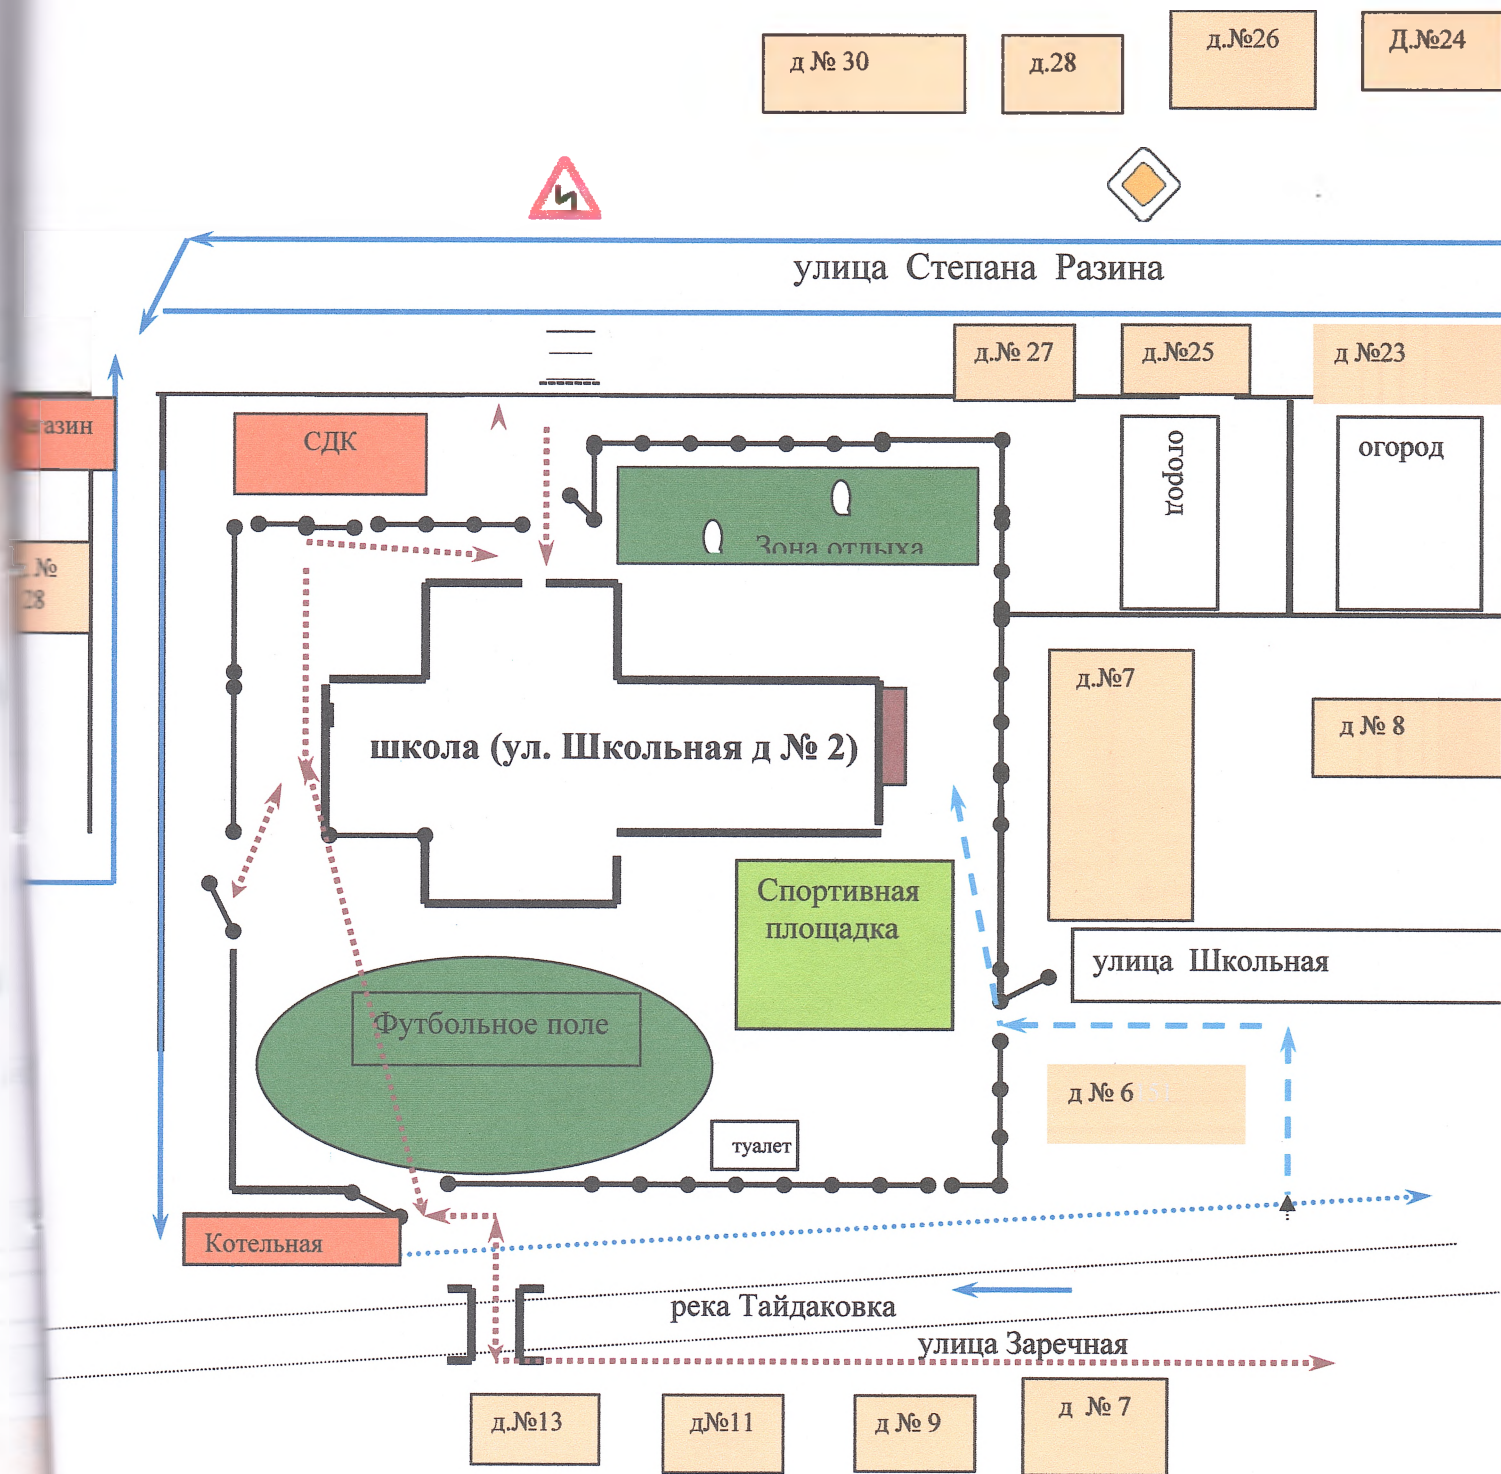 д № 30
д.28
д.№26
Д.№24
улица Степана Разина
д.№ 27
д.№25
д №23
азин
СДК
огород
огород
Зона отдыха
№
28
д.№7
д № 8
школа (ул. Школьная д № 2)
Спортивная
площадка
улица Школьная
Футбольное поле
д № 6
туалет
Котельная
река Тайдаковка
улица Заречная
д.№13
д№11
д № 9
д № 7